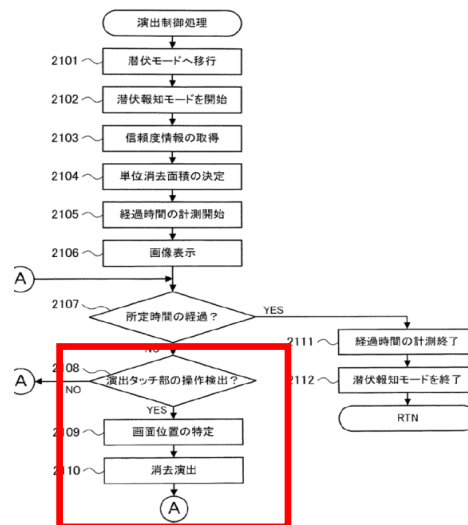 演出制御処理
2101
潜伏モードへ移行
2102
潜伏報知モードを開始
2103
信頼度情報の取得
2104
単位消去面積の決定
2105
経過時間の計測開始
2106
画像表示
A
2107
所定時間の経過?
YES
2111
経過時間の計測終了
NO
2108
演出タッチ部の操作検出?
A
NO
2112
潜伏報知モードを終了
YES
RTN
2109
画面位置の特定
2110
消去演出
A